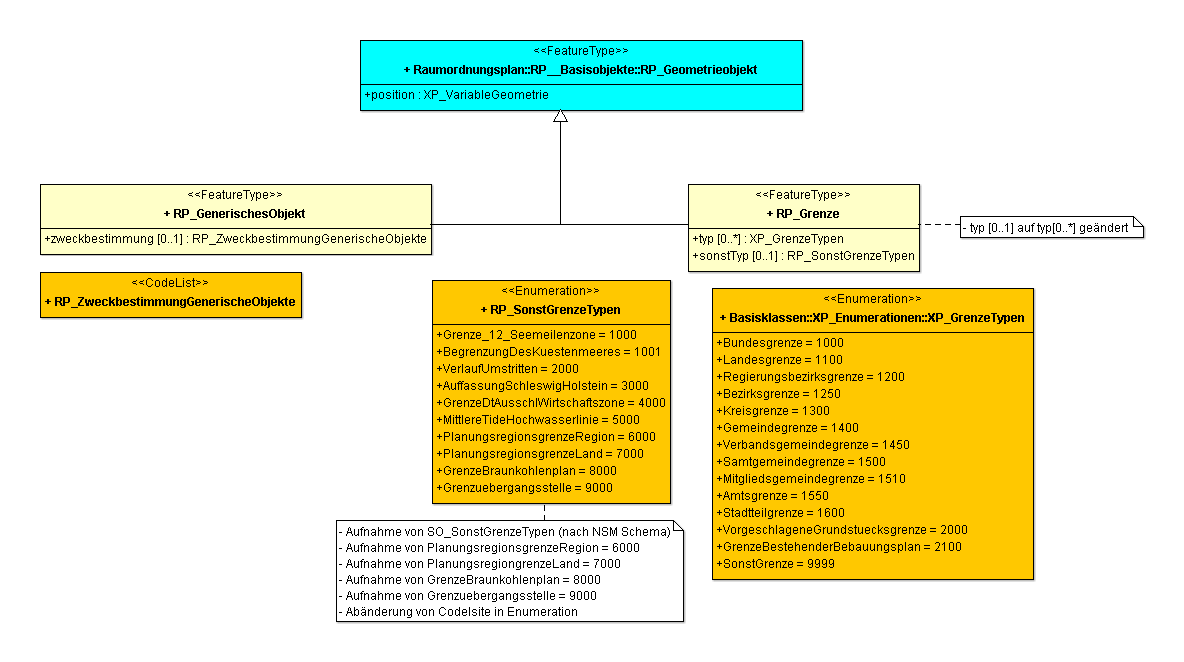 <<FeatureType>>
+ Raumordnungsplan::RP__Basisobjekte::RP_Geometrieobjekt
+position : XP_VariableGeometrie
<<FeatureType>>
+ RP_GenerischesObjekt
+zweckbestimmung [0..1] : RP_ZweckbestimmungGenerischeObjekte
<<FeatureType>>
+ RP_Grenze
+typ [0..*] : XP_GrenzeTypen
+sonstTyp [0..1] : RP_SonstGrenzeTypen
- typ [0..1] auf typ[0..*] geändert
<<CodeList>>
+ RP_ZweckbestimmungGenerischeObjekte
<<Enumeration>>
+ RP_SonstGrenzeTypen
+Grenze_12_Seemeilenzone = 1000
+BegrenzungDesKuestenmeeres = 1001
+VerlaufUmstritten = 2000
+AuffassungSchleswigHolstein = 3000
+GrenzeDtAusschlWirtschaftszone = 4000
+MittlereTideHochwasserlinie = 5000
+PlanungsregionsgrenzeRegion = 6000
+PlanungsregionsgrenzeLand = 7000
+GrenzeBraunkohlenplan = 8000
+Grenzuebergangsstelle = 9000
- Aufnahme von SO_SonstGrenzeTypen (nach NSM Schema)
- Aufnahme von PlanungsregionsgrenzeRegion = 6000
- Aufnahme von PlanungsregiongrenzeLand = 7000
- Aufnahme von GrenzeBraunkohlenplan = 8000
- Aufnahme von Grenzuebergangsstelle = 9000
- Abänderung von Codelsite in Enumeration
<<Enumeration>>
+ Basisklassen::XP_Enumerationen::XP_GrenzeTypen
+Bundesgrenze = 1000
+Landesgrenze = 1100
+Regierungsbezirksgrenze = 1200
+Bezirksgrenze = 1250
+Kreisgrenze = 1300
+Gemeindegrenze = 1400
+Verbandsgemeindegrenze = 1450
+Samtgemeindegrenze = 1500
+Mitgliedsgemeindegrenze = 1510
+Amtsgrenze = 1550
+Stadtteilgrenze = 1600
+VorgeschlageneGrundstuecksgrenze = 2000
+GrenzeBestehenderBebauungsplan = 2100
+SonstGrenze = 9999